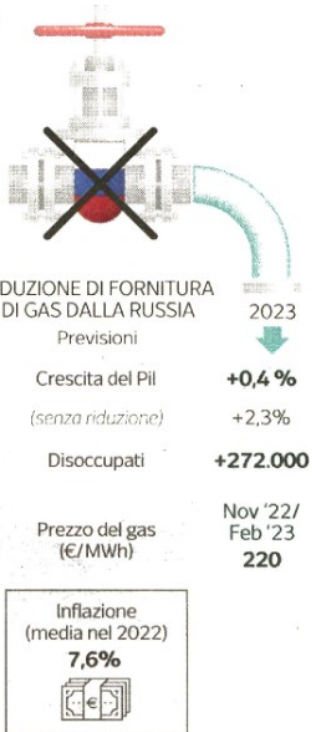 DUZIONE DI FORNITURA
DI GAS DALLA RUSSIA
2023
Previsioni
Crescita del Pil +0,4 %
(senza riduzione) +2,3%
Disoccupati +272.000
Prezzo del gas
(€/MWh)
Nov ‘22/
Feb ‘23
220
Inflazione
(media nel 2022)
7,6%
€